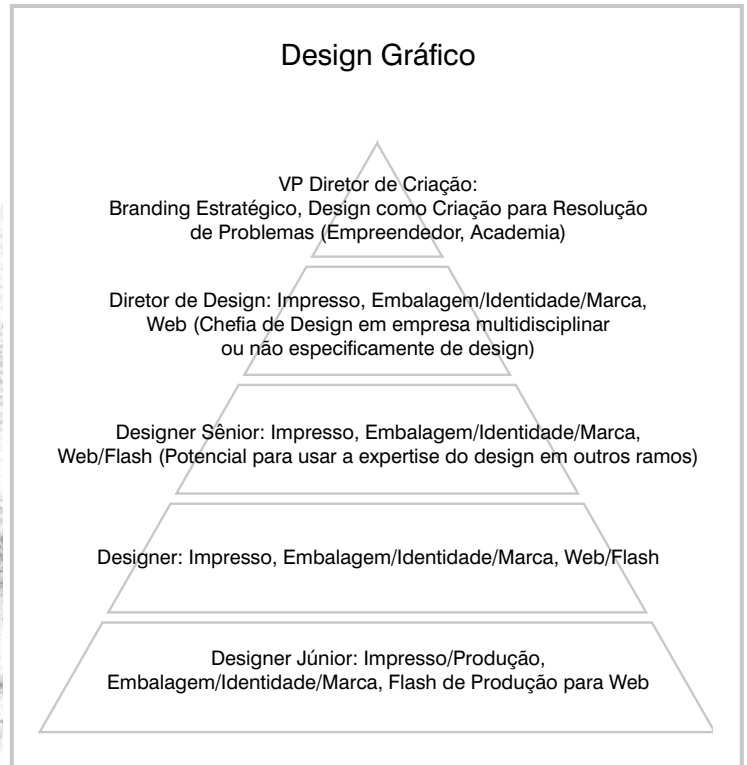 Design Gráfico
VP Diretor de Criação:
Branding Estratégico, Design como Criação para Resolução
de Problemas (Empreendedor, Academia)
Diretor de Design: Impresso, Embalagem/Identidade/Marca,
Web (Chefia de Design em empresa multidisciplinar
ou não especificamente de design)
Designer Sênior: Impresso, Embalagem/Identidade/Marca,
Web/Flash (Potencial para usar a expertise do design em outros ramos)
Designer: Impresso, Embalagem/Identidade/Marca, Web/Flash
Designer Júnior: Impresso/Produção,
Embalagem/Identidade/Marca, Flash de Produção para Web